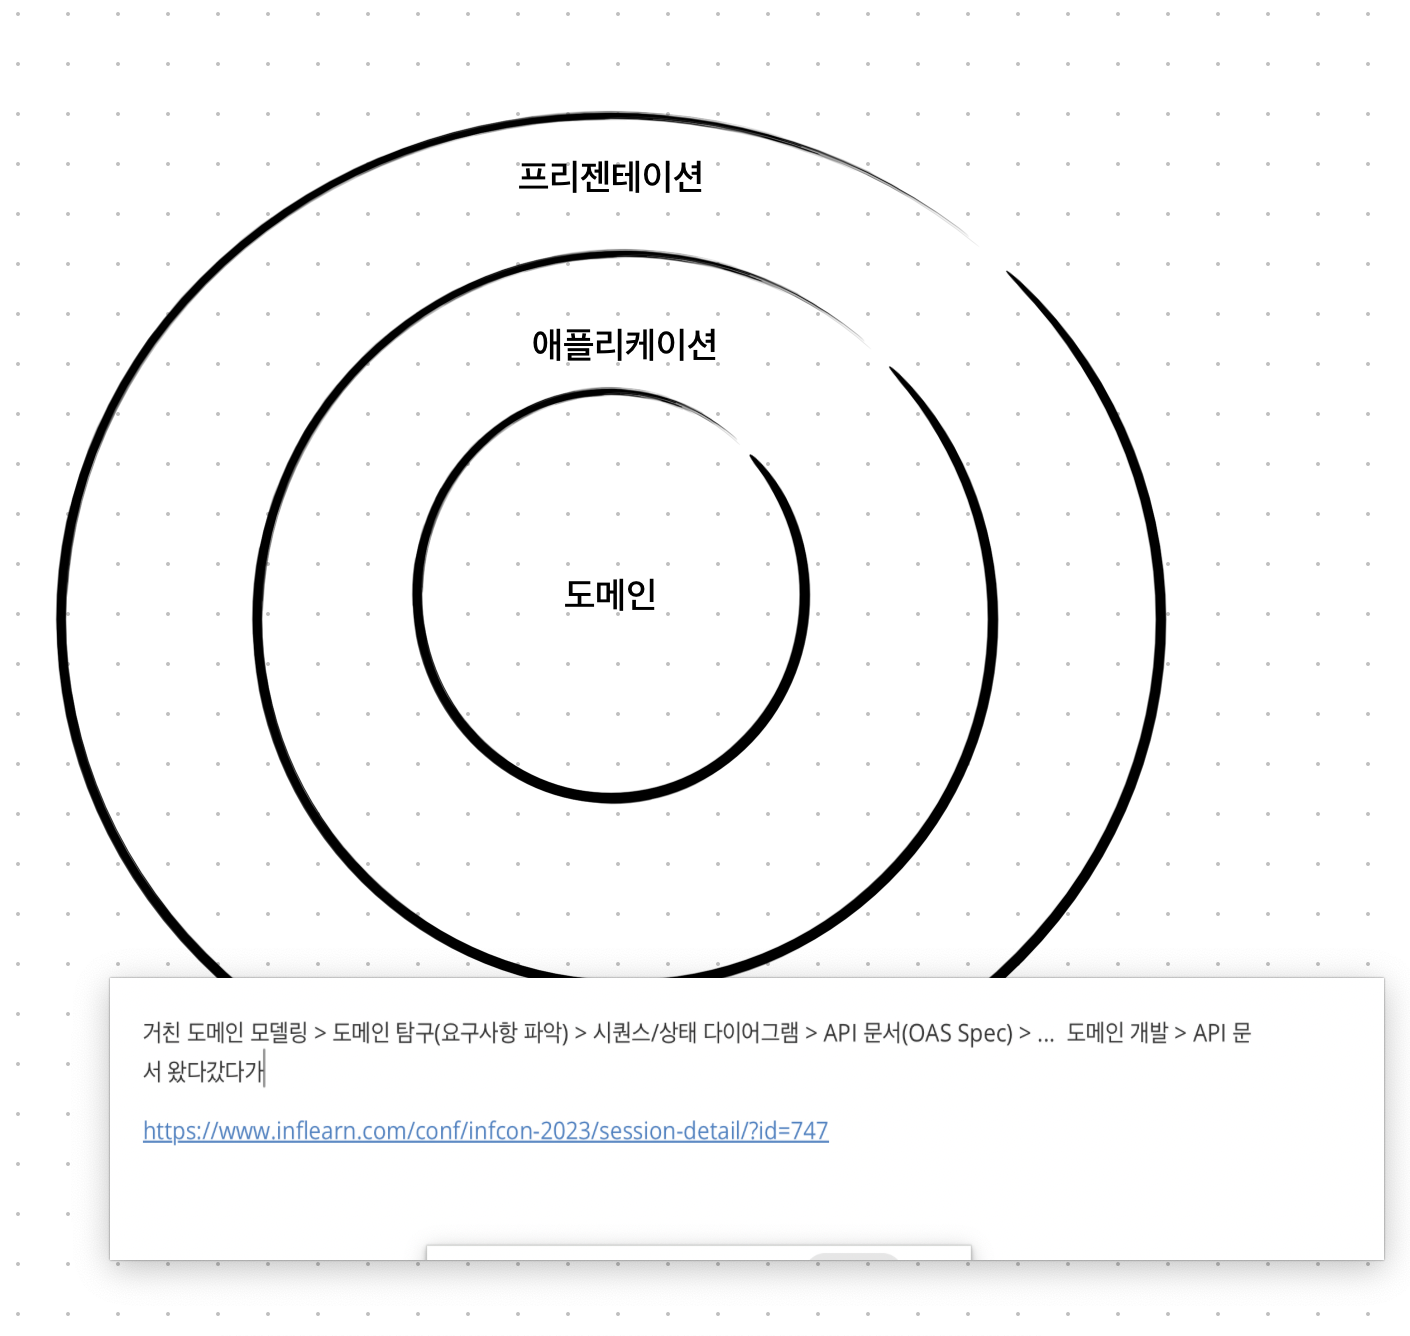 프리젠테이션
애플리케이션
도메인
거친 도메인 모델링 > 도메인 탐구(요구사항 파악) > 시퀀스/상태 다이어그램 > API 문서(OAS Spec) > ... 도메인 개발 > API 문
서 왔다갔다가
https://www.inflearn.com/conf/infcon-2023/session-detail/?id=747